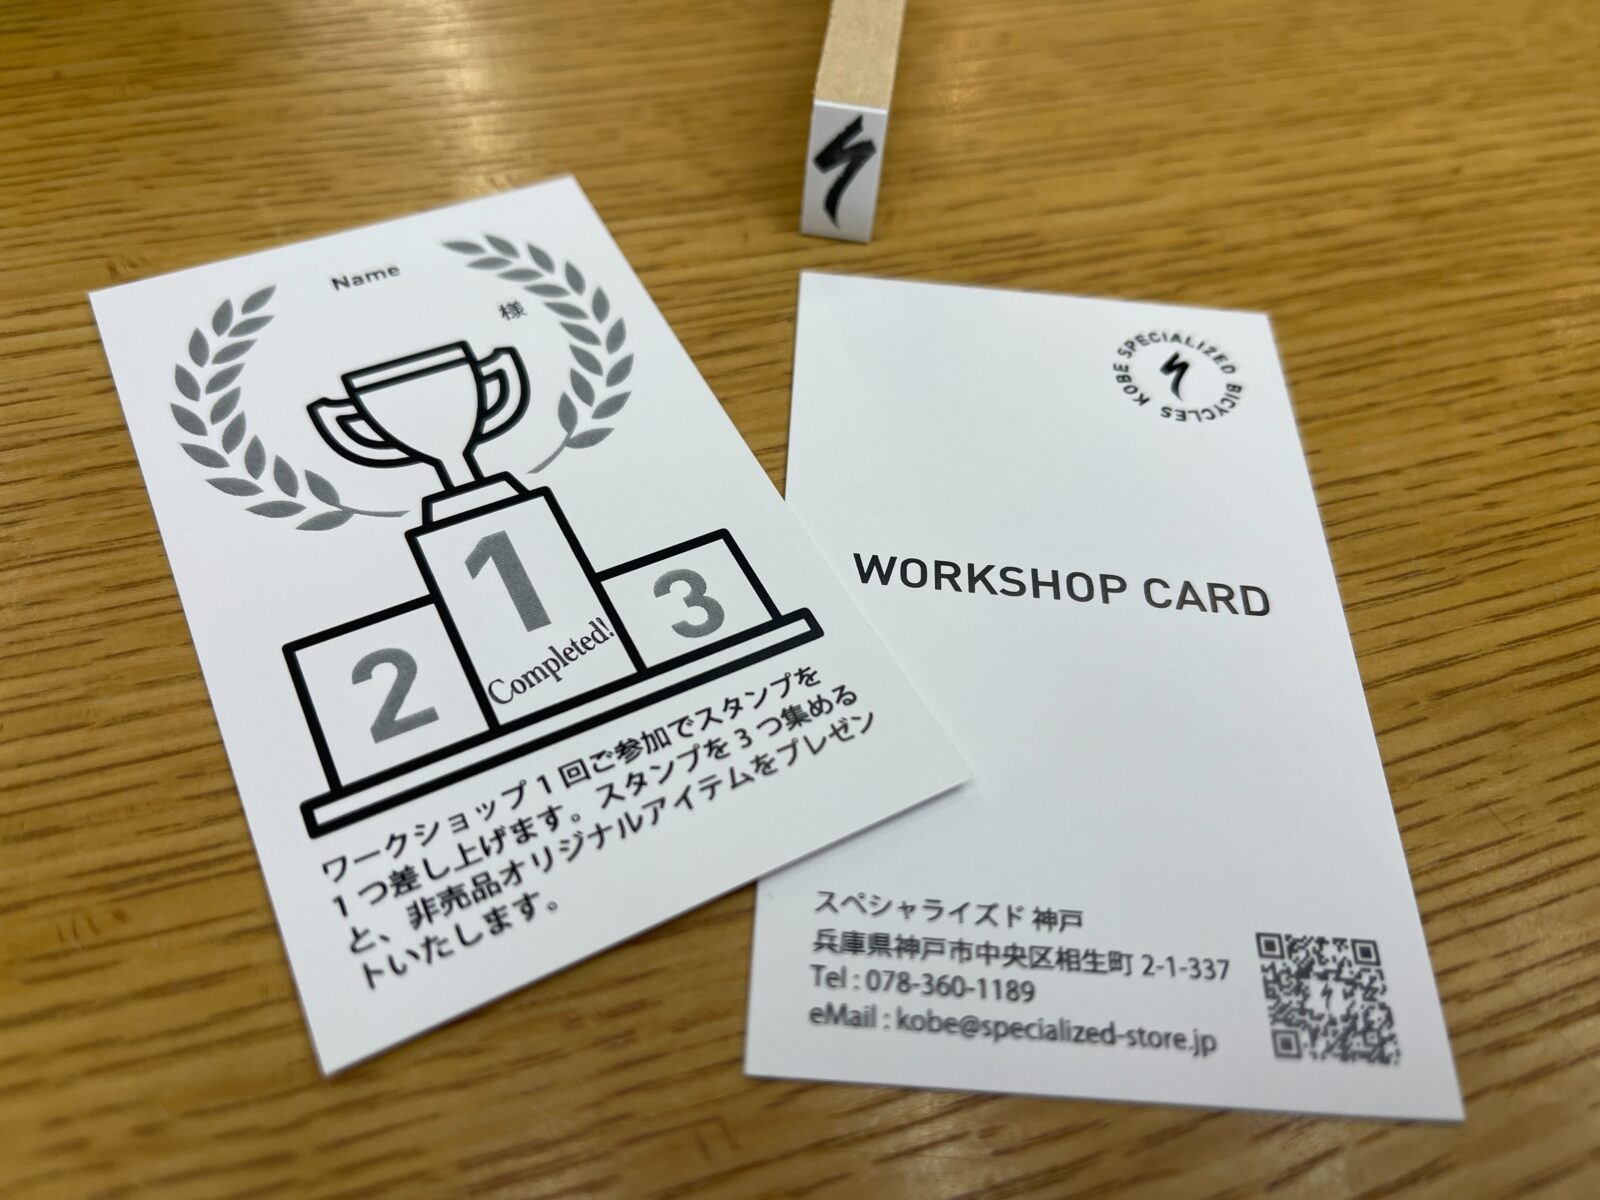 Name
様
1
Completed!
2
3
ワークショップ 1 回ご参加でスタンプを
1 つ差し上げます。スタンプを 3 つ集める
と、非売品オリジナルアイテムをプレゼン
トいたします。
KOBE SPECIALIZED BICYCLES
WORKSHOP CARD
スペシャライズド 神戸
兵庫県神戸市中央区相生町 2-1-337
Tel : 078-360-1189
eMail : kobe@specialized-store.jp